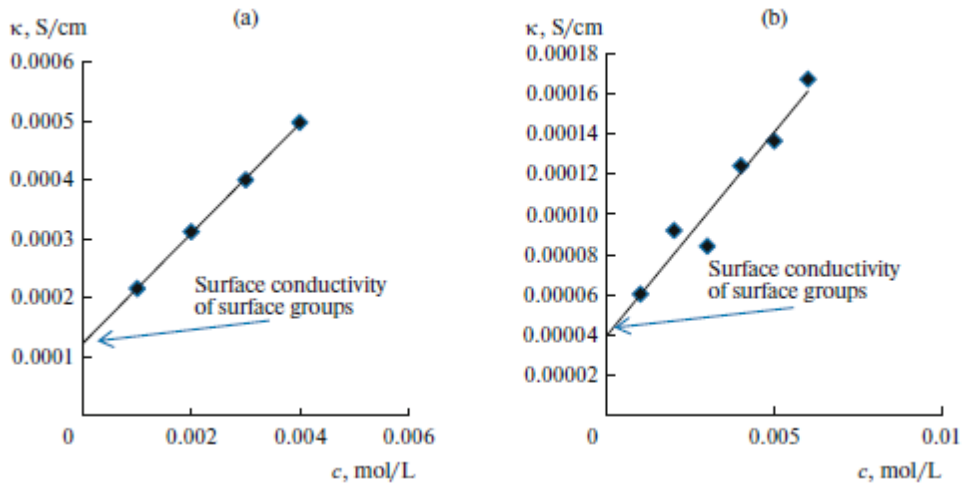 (a)
κ, S/cm
0.0006
0.0005
0.0004
0.0003
0.0002
0.0001
Surface conductivity
of surface groups
0
0.002
0.004
0.006
c, mol/L
(b)
κ, S/cm
0.00018
0.00016
0.00014
0.00012
0.00010
0.00008
0.00006
0.00004
0.00002
Surface conductivity
of surface groups
0
0.005
0.01
c, mol/L